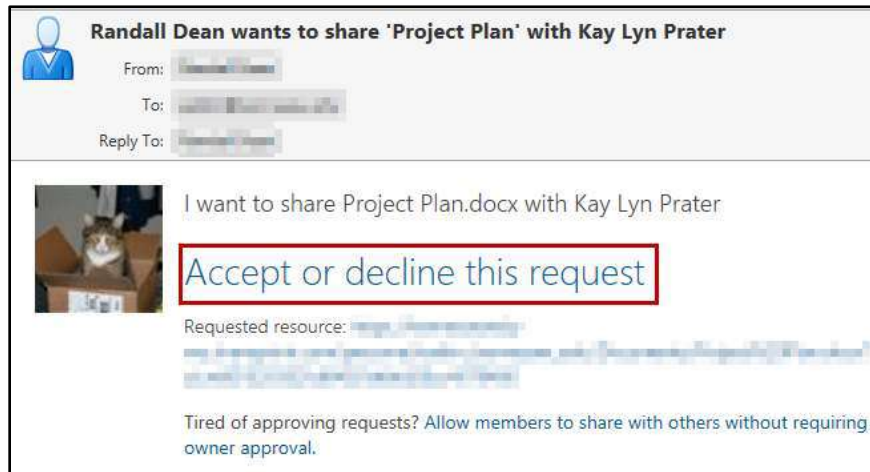 Randall Dean wants to share 'Project Plan' with Kay Lyn Prater
From:
To:
Reply To:
I want to share Project Plan.docx with Kay Lyn Prater
Accept or decline this request
Requested resource:
Tired of approving requests? Allow members to share with others without requiring
owner approval.